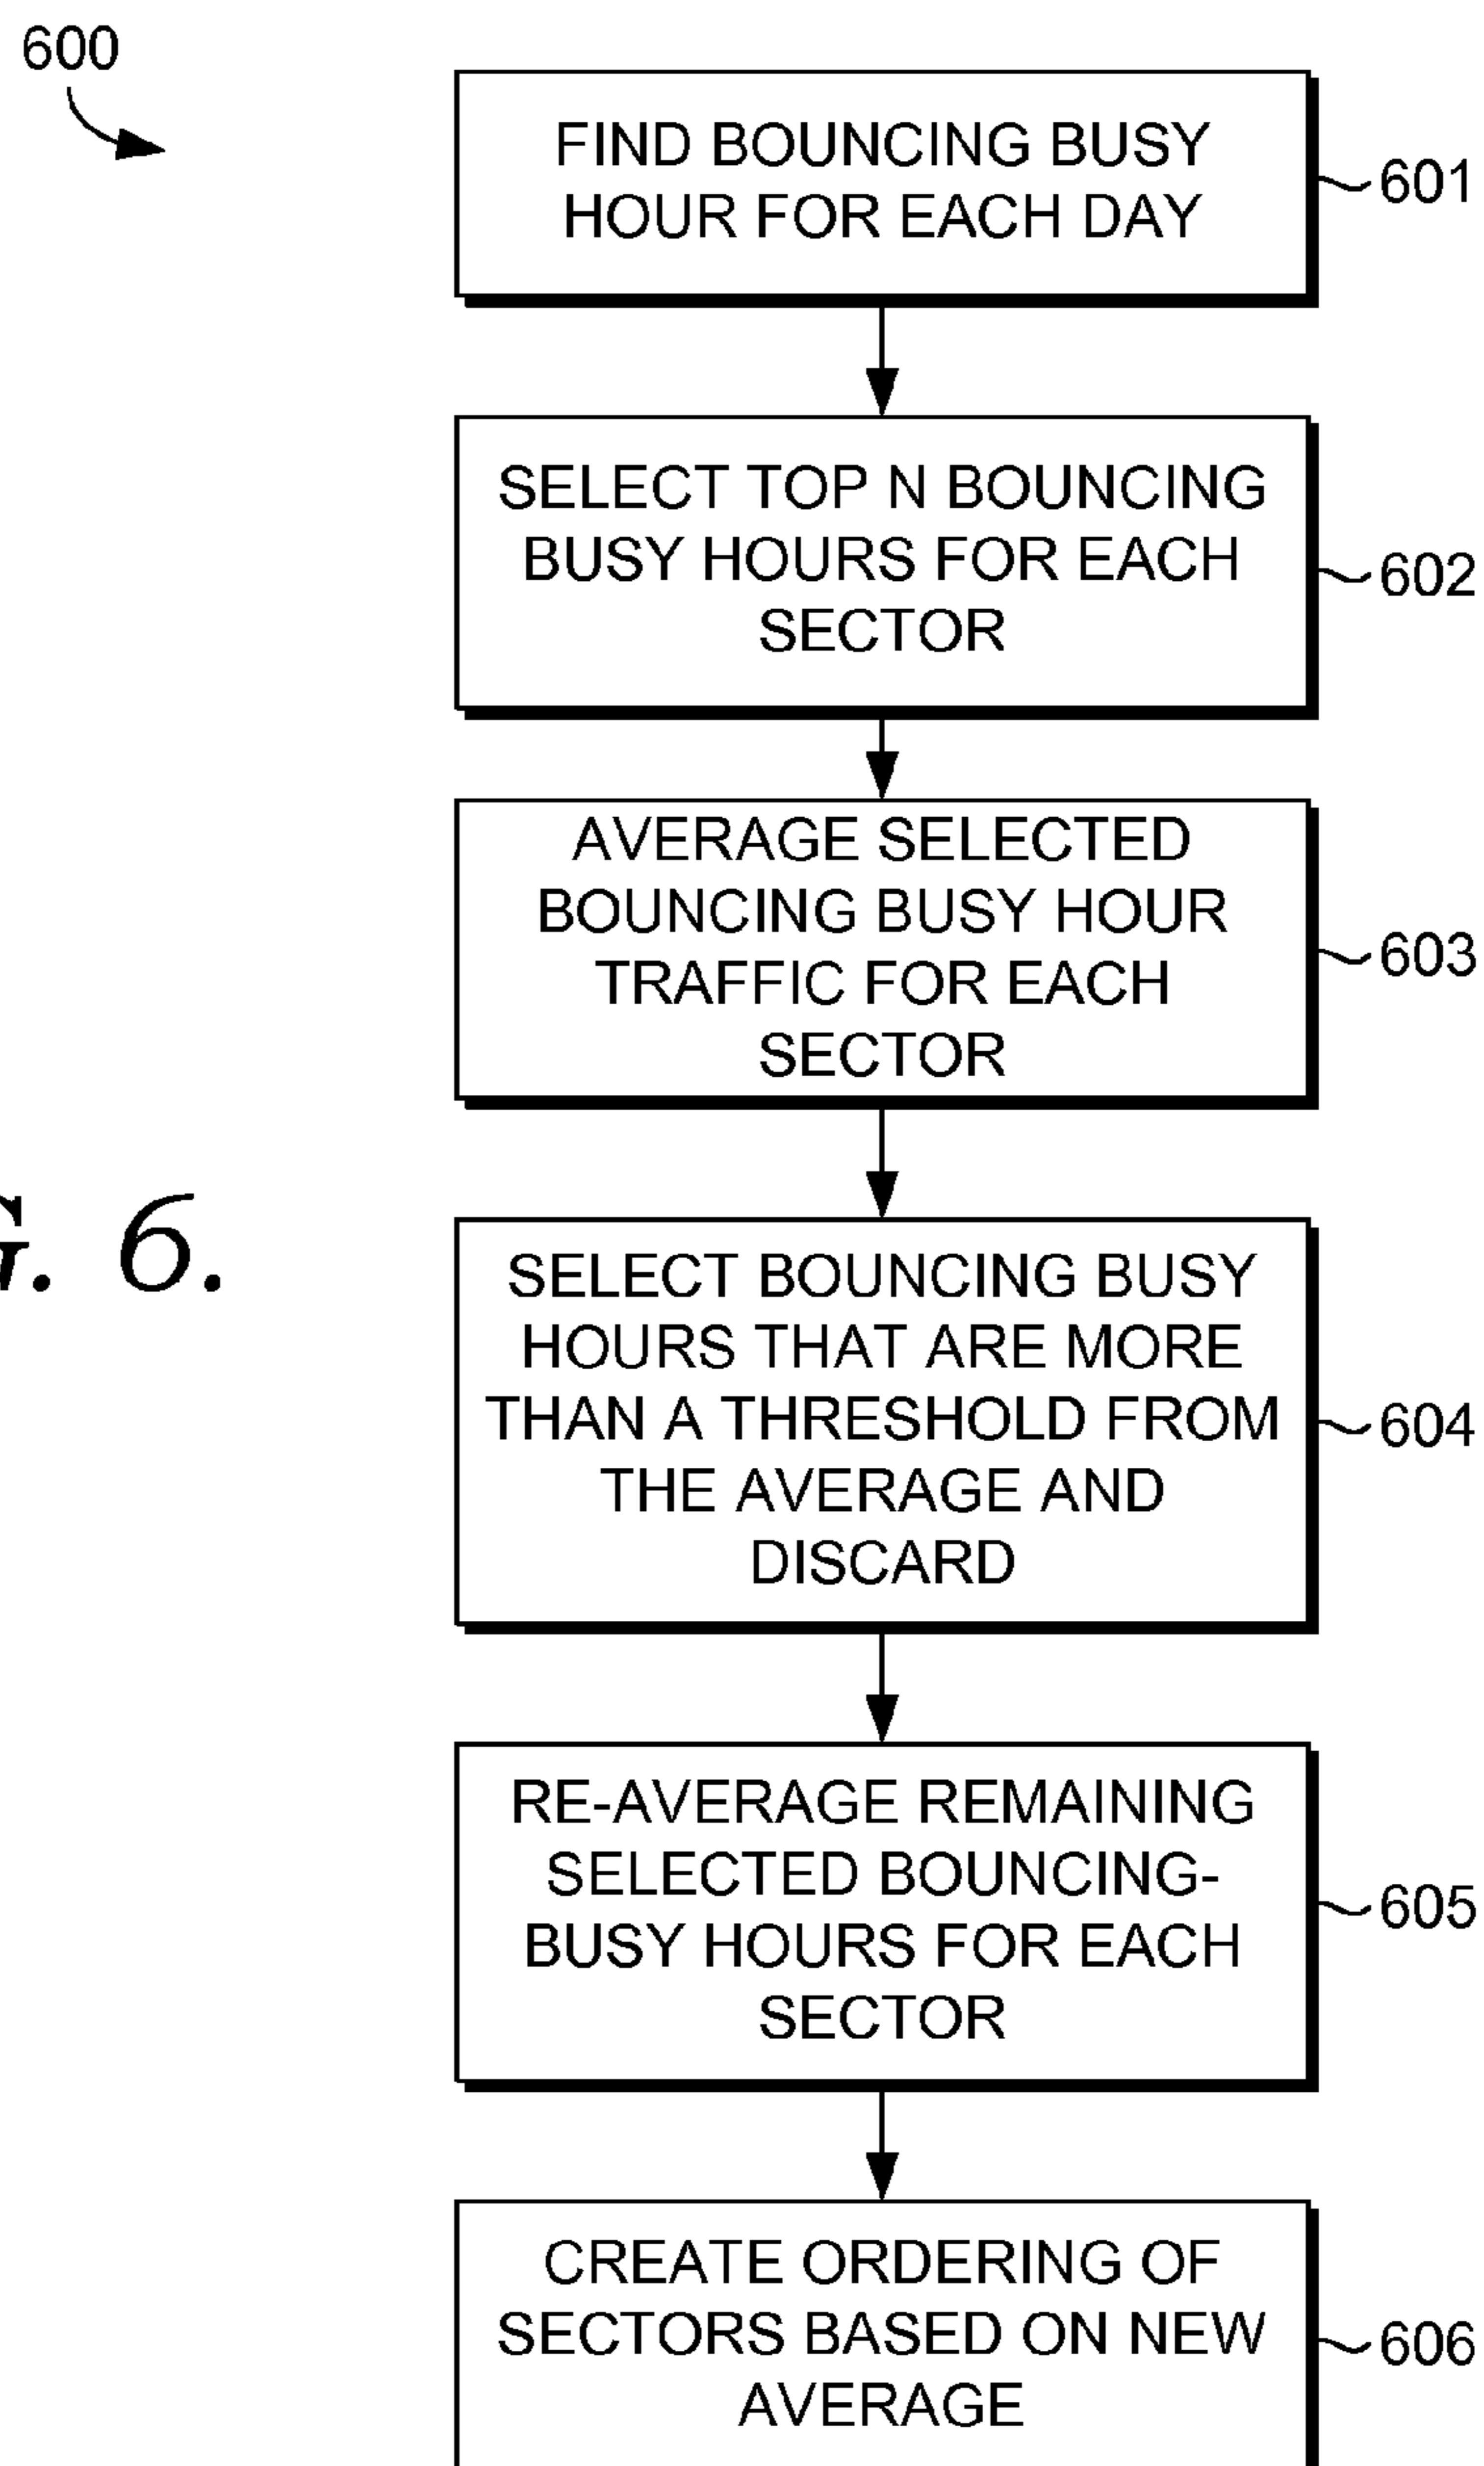 600
FIND BOUNCING BUSY
HOUR FOR EACH DAY
601
SELECT TOP N BOUNCING
BUSY HOURS FOR EACH
SECTOR
602
AVERAGE SELECTED
BOUNCING BUSY HOUR
TRAFFIC FOR EACH
SECTOR
603
6.
SELECT BOUNCING BUSY
HOURS THAT ARE MORE
THAN A THRESHOLD FROM
THE AVERAGE AND
DISCARD
604
RE-AVERAGE REMAINING
SELECTED BOUNCING-
BUSY HOURS FOR EACH
SECTOR
605
CREATE ORDERING OF
SECTORS BASED ON NEW
AVERAGE
606